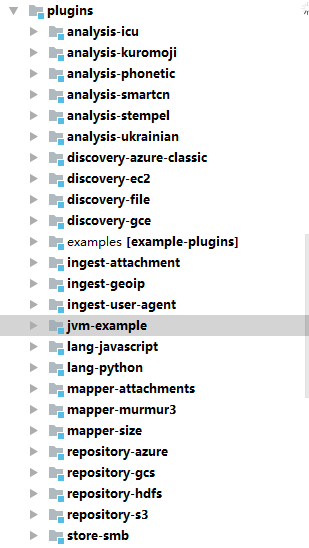 plugins
analysis-icu
analysis-kuromoji
analysis-phonetic
analysis-smartcn
analysis-stempel
analysis-ukrainian
discovery-azure-classic
discovery-ec2
discovery-file
discovery-gce
examples [example-plugins]
ingest-attachment
ingest-geoip
ingest-user-agent
jvm-example
lang-javascript
lang-python
mapper-attachments
mapper-murmur3
mapper-size
repository-azure
repository-gcs
repository-hdfs
repository-s3
store-smb